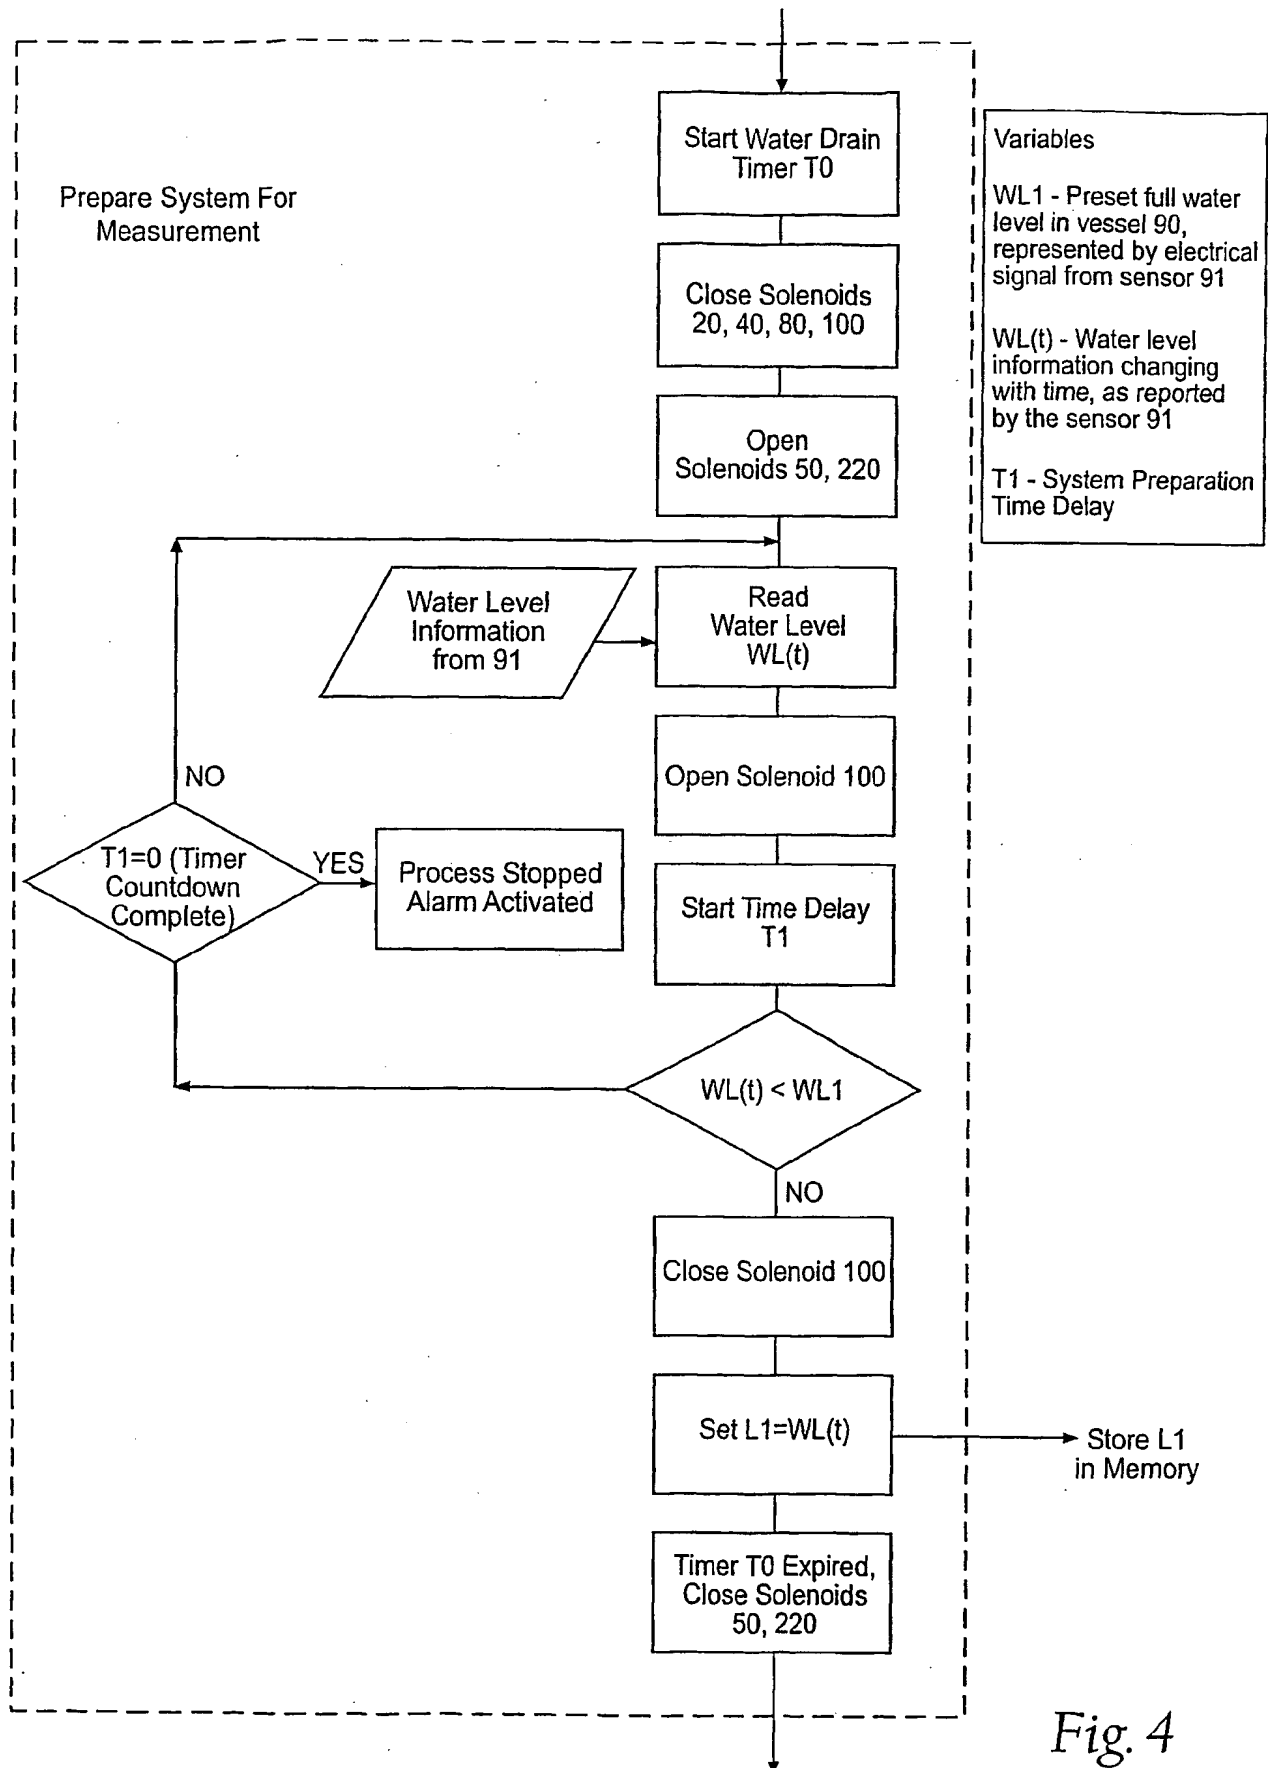 Prepare System For
Measurement
Start Water Drain
Timer T0
Close Solenoids
20, 40, 80, 100
Open
Solenoids 50, 220
Variables
WL1 - Preset full water
level in vessel 90,
represented by electrical
signal from sensor 91
WL(t) - Water level
information changing
with time, as reported
by the sensor 91
T1 - System Preparation
Time Delay
Water Level
Information
from 91
Read
Water Level
WL(t)
Open Solenoid 100
NO
T1=0 (Timer
Countdown
Complete)
YES
Process Stopped
Alarm Activated
Start Time Delay
T1
WL(t) < WL1
NO
Close Solenoid 100
Set L1=WL(t)
Store L1
in Memory
Timer T0 Expired,
Close Solenoids
50, 220
Fig. 4